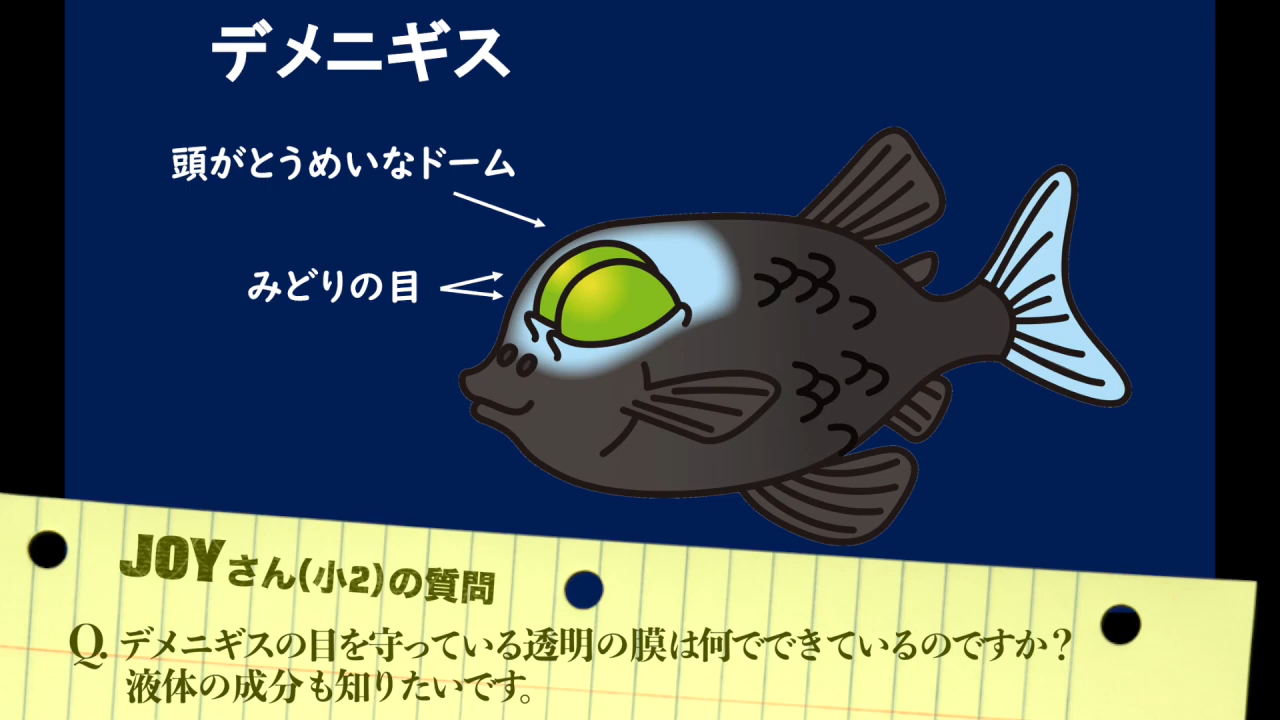 デメニギス
頭がとうめいなドーム
みどりの目
JOYさん(小2)の質問
Q. デメニギスの目を守っている透明の膜は何でできているのですか?
液体の成分も知りたいです。